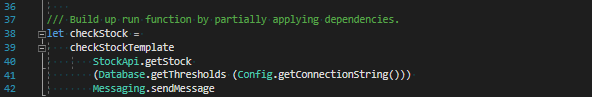 36
37 /// Build up run function by partially applying dependencies.
38 let checkStock =
39     checkStockTemplate
40         StockApi.getStock
41         (Database.getThresholds (Config.getConnectionString()))
42         Messaging.sendMessage